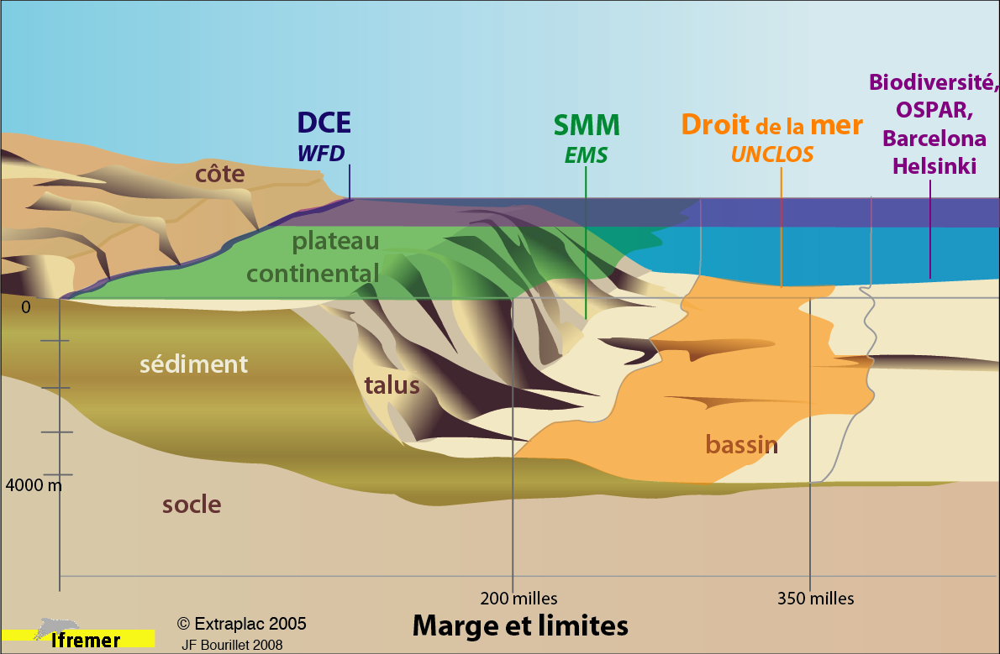 Biodiversité,
OSPAR,
Barcelona
Helsinki
DCE
WFD
SMM
EMS
Droit de la mer
UNCLOS
côte
plateau
continental
0
sédiment
talus
bassin
4000 m
socle
200 milles
350 milles
Marge et limites
© Extraplac 2005
JF Bourillet 2008
Ifremer